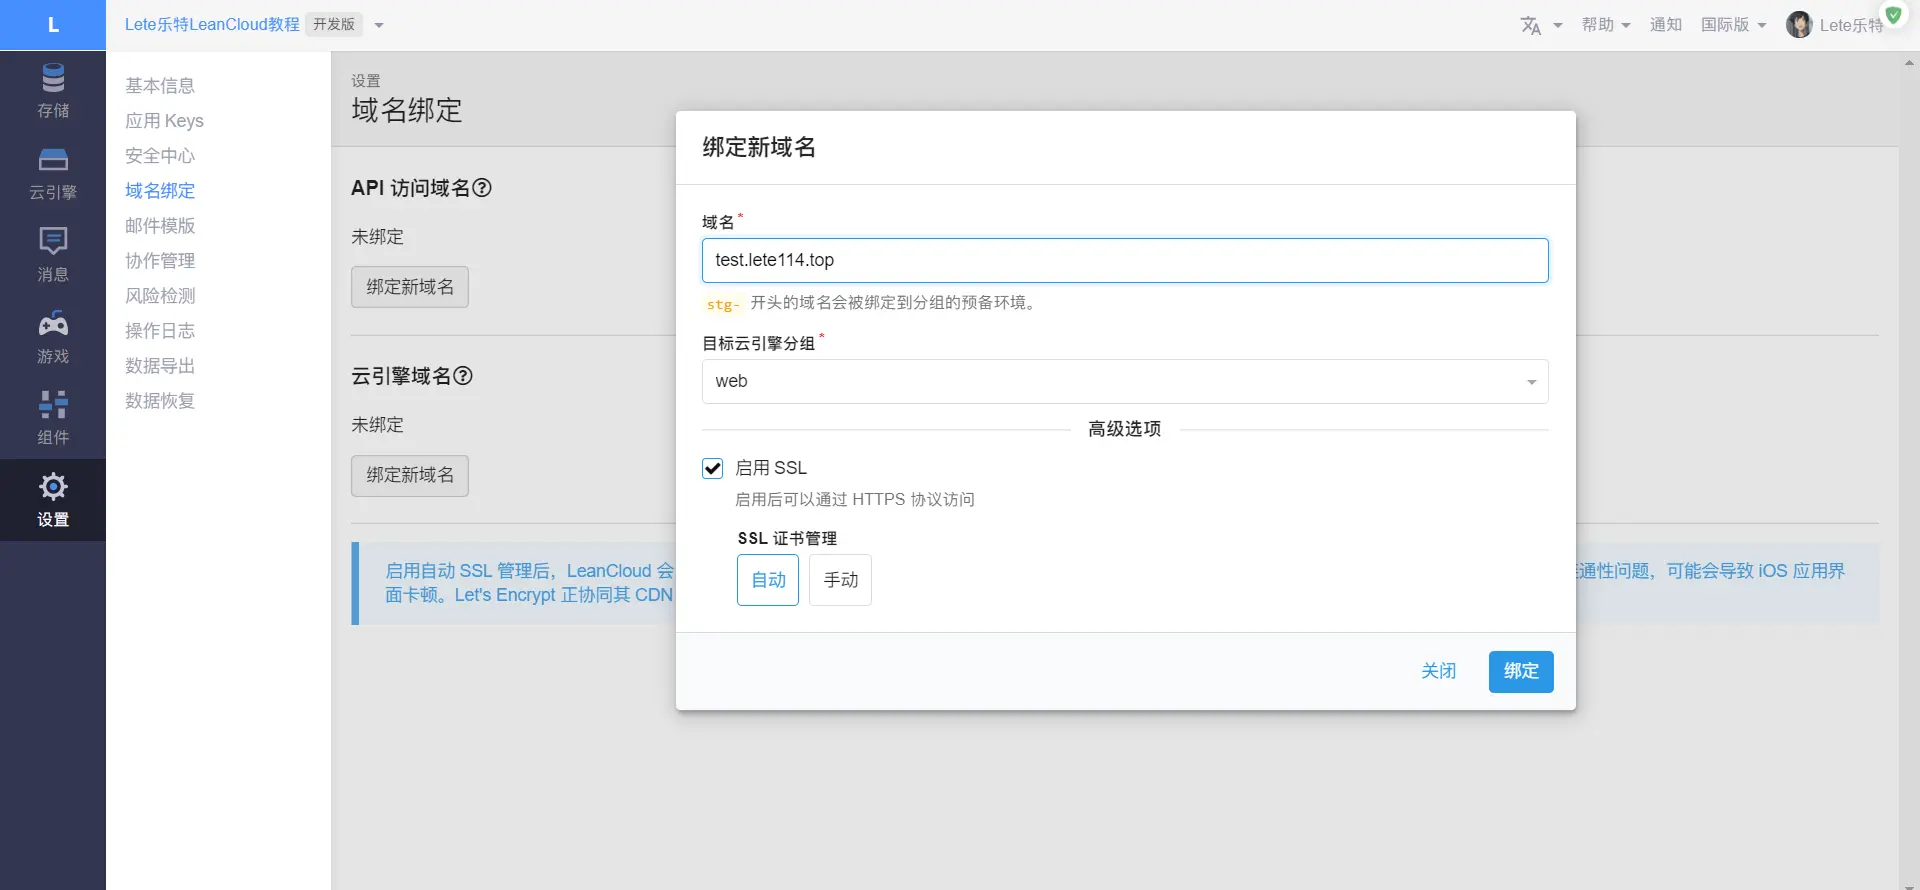 L
Lete乐特LeanCloud教程 开发版
帮助 通知 国际版 Lete乐特
存储
云引擎
消息
游戏
组件
设置
基本信息
应用 Keys
安全中心
域名绑定
邮件模版
协作管理
风险检测
操作日志
数据导出
数据恢复
设置
域名绑定
API 访问域名
未绑定
绑定新域名
云引擎域名
未绑定
绑定新域名
启用自动 SSL 管理后，LeanCloud 会
通性问题，可能会导致 iOS 应用界
面卡顿。Let's Encrypt 正协同其 CDN
绑定新域名
域名*
test.lete114.top
stg- 开头的域名会被绑定到分组的预备环境。
目标云引擎分组*
web
高级选项
启用 SSL
启用后可以通过 HTTPS 协议访问
SSL 证书管理
自动 手动
关闭 绑定